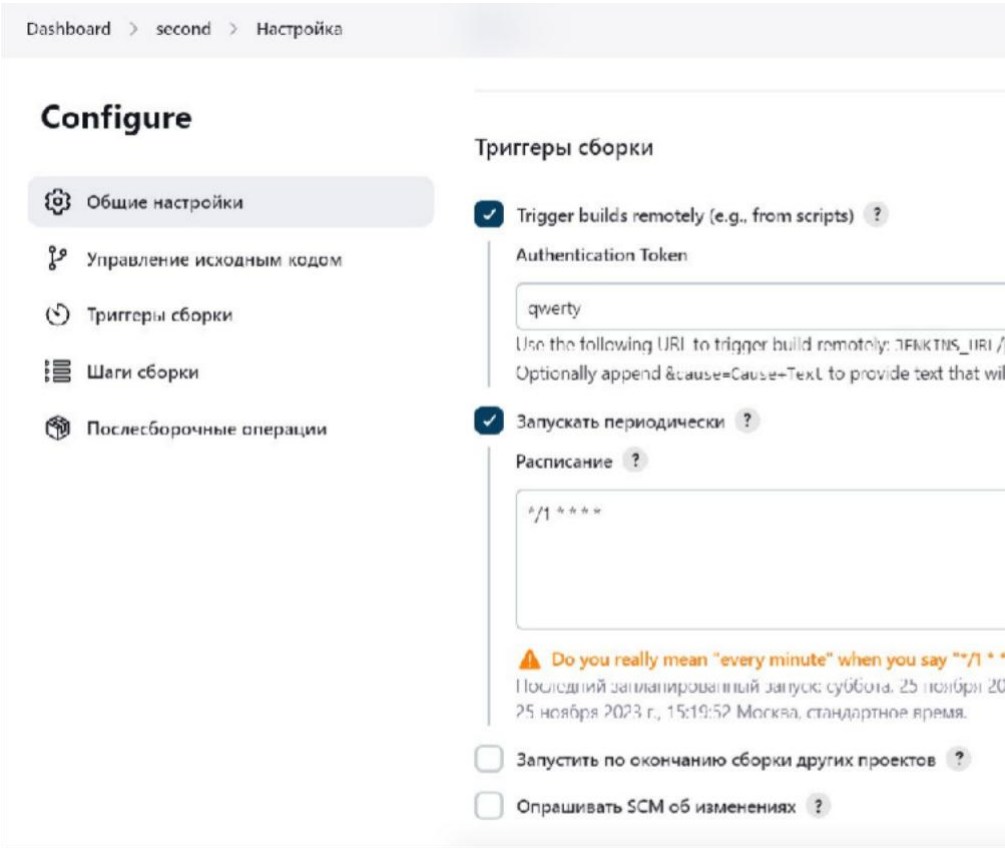 Dashboard > second > Настройка
Configure
Общие настройки
Управление исходным кодом
Триггеры сборки
Шаги сборки
Послесборочные операции
Триггеры сборки
Trigger builds remotely (e.g., from scripts) ?
Authentication Token
qwerty
Use the following URL to trigger build remotely: JENKINS_URL/
Optionally append &cause=Cause+Text to provide text that wil
Запускать периодически ?
Расписание ?
*/1 * * * *
Do you really mean "every minute" when you say "*/1 * *
Последний запланированный запуск: суббота, 25 ноября 20
25 ноября 2023 г., 15:19:52 Москва, стандартное время.
Запустить по окончанию сборки других проектов ?
Опрашивать SCM об изменениях ?